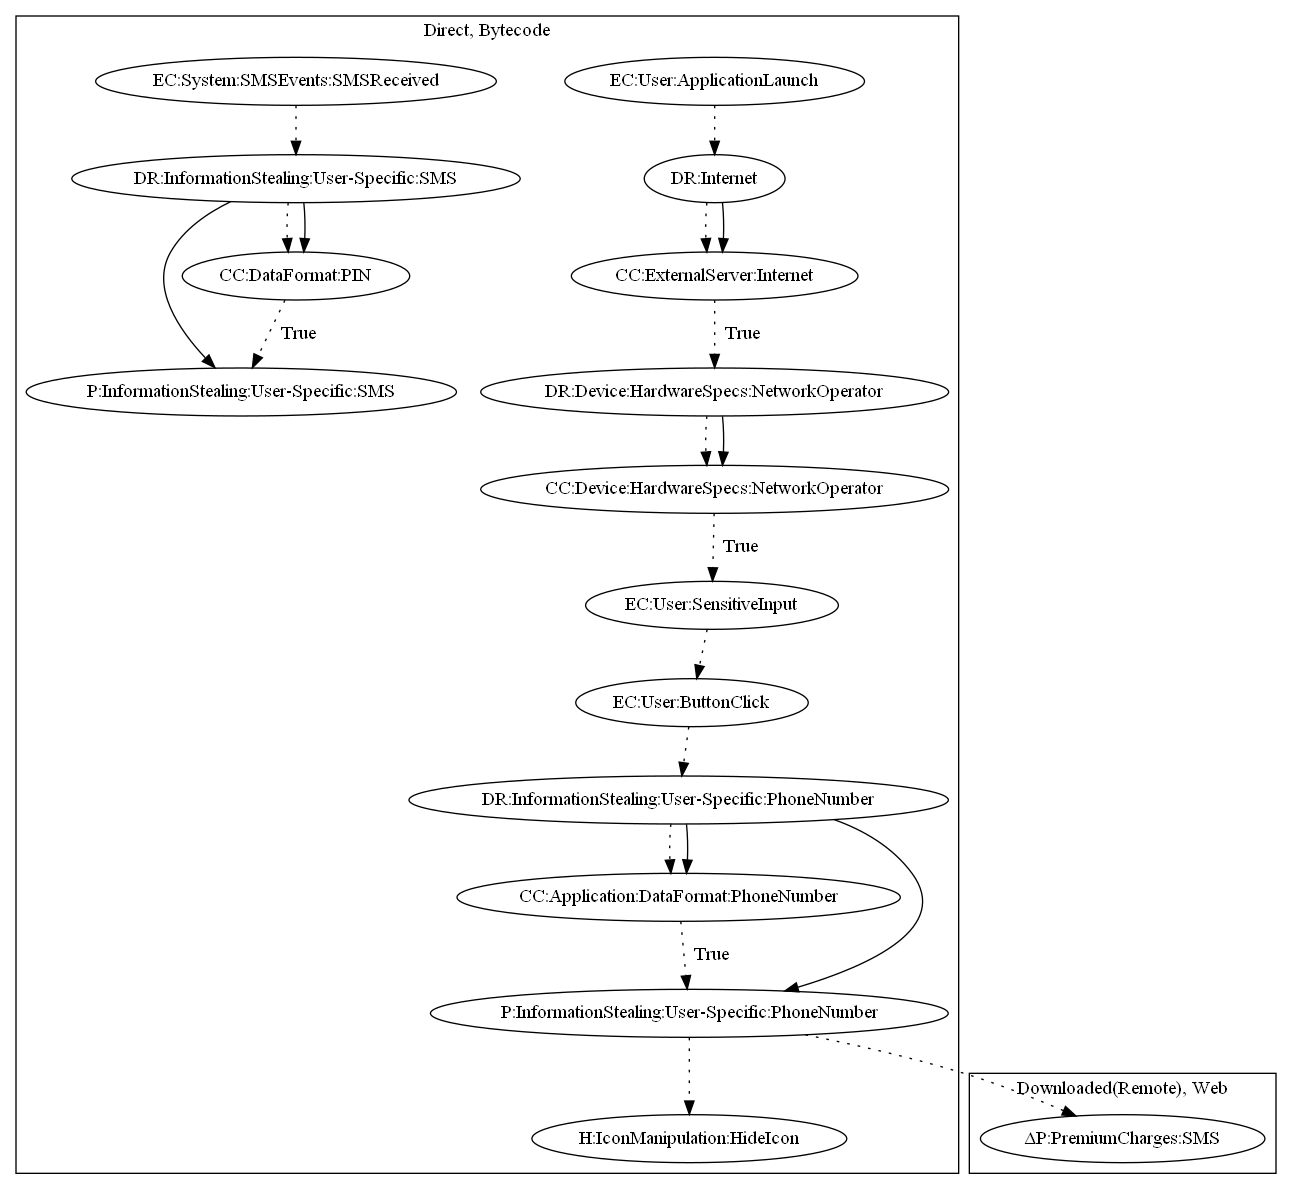 Direct, Bytecode
EC:System:SMSEvents:SMSReceived
EC:User:ApplicationLaunch
DR:InformationStealing:User-Specific:SMS
DR:Internet
CC:DataFormat:PIN
CC:ExternalServer:Internet
True
True
P:InformationStealing:User-Specific:SMS
DR:Device:HardwareSpecs:NetworkOperator
CC:Device:HardwareSpecs:NetworkOperator
True
EC:User:SensitiveInput
EC:User:ButtonClick
DR:InformationStealing:User-Specific:PhoneNumber
CC:Application:DataFormat:PhoneNumber
True
P:InformationStealing:User-Specific:PhoneNumber
Downloaded(Remote), Web
H:IconManipulation:HideIcon
ΔP:PremiumCharges:SMS